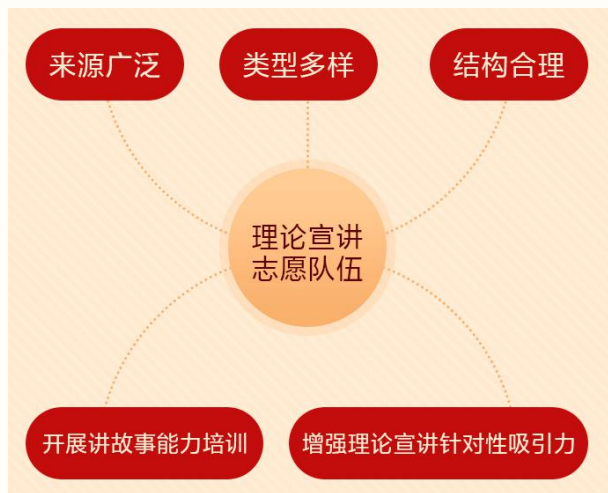 来源广泛
类型多样
结构合理
理论宣讲
志愿队伍
开展讲故事能力培训
增强理论宣讲针对性吸引力